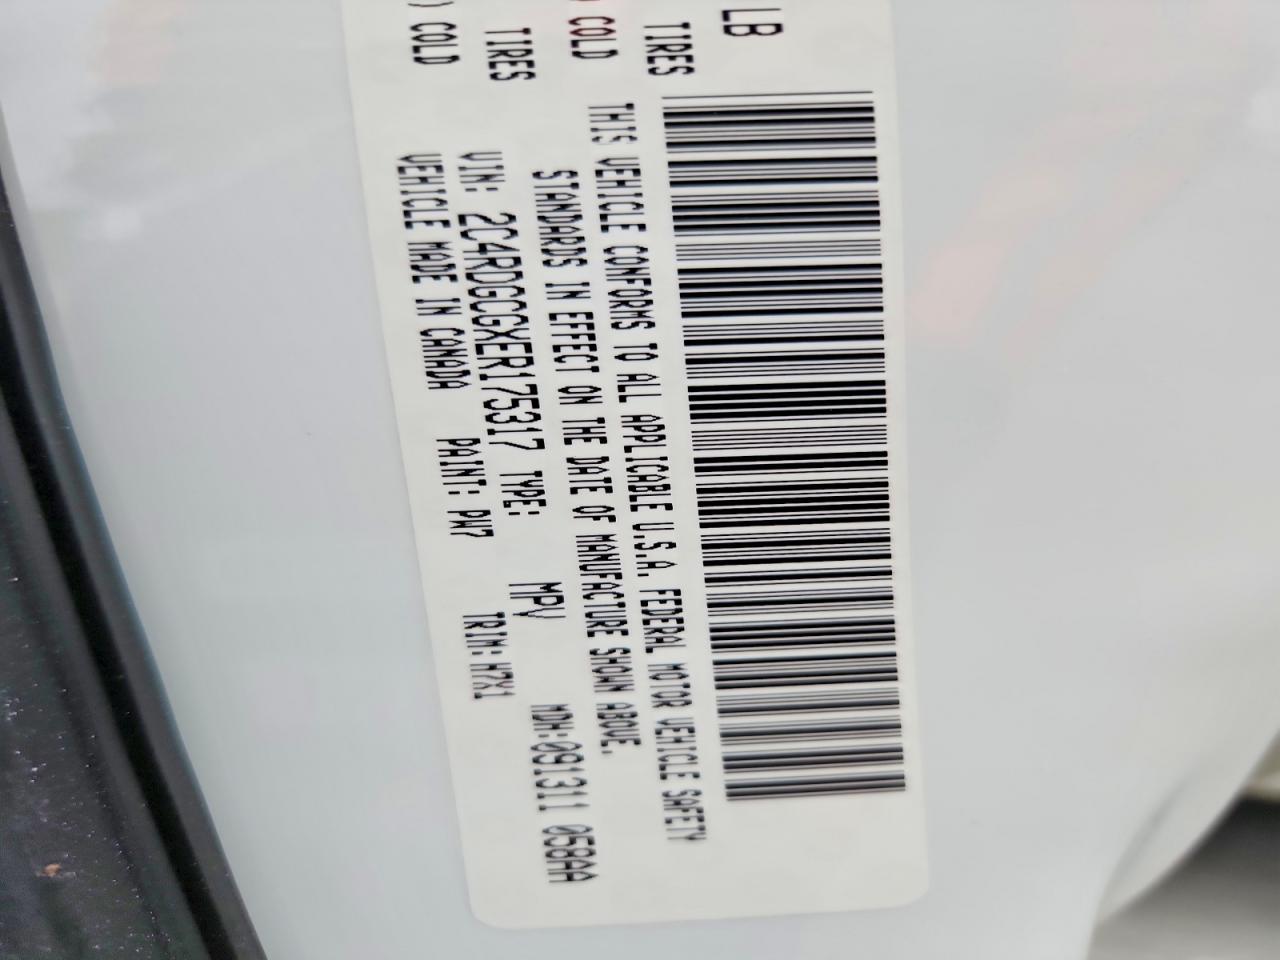 LB
TIRES
) COLD
TIRES
) COLD
THIS VEHICLE CONFORMS TO ALL APPLICABLE U.S.A. FEDERAL MOTOR VEHICLE SAFETY
STANDARDS IN EFFECT ON THE DATE OF MANUFACTURE SHOWN ABOVE.
VIN: 2C4RDGCGXER175317 TYPE: MPV MDH:091311 058AA
VEHICLE MADE IN CANADA PAINT: PW7 TRIM: H7X1